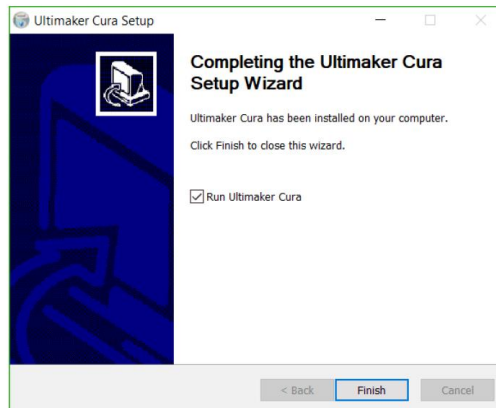 Ultimaker Cura Setup
Completing the Ultimaker Cura
Setup Wizard
Ultimaker Cura has been installed on your computer.
Click Finish to close this wizard.
Run Ultimaker Cura
< Back
Finish
Cancel